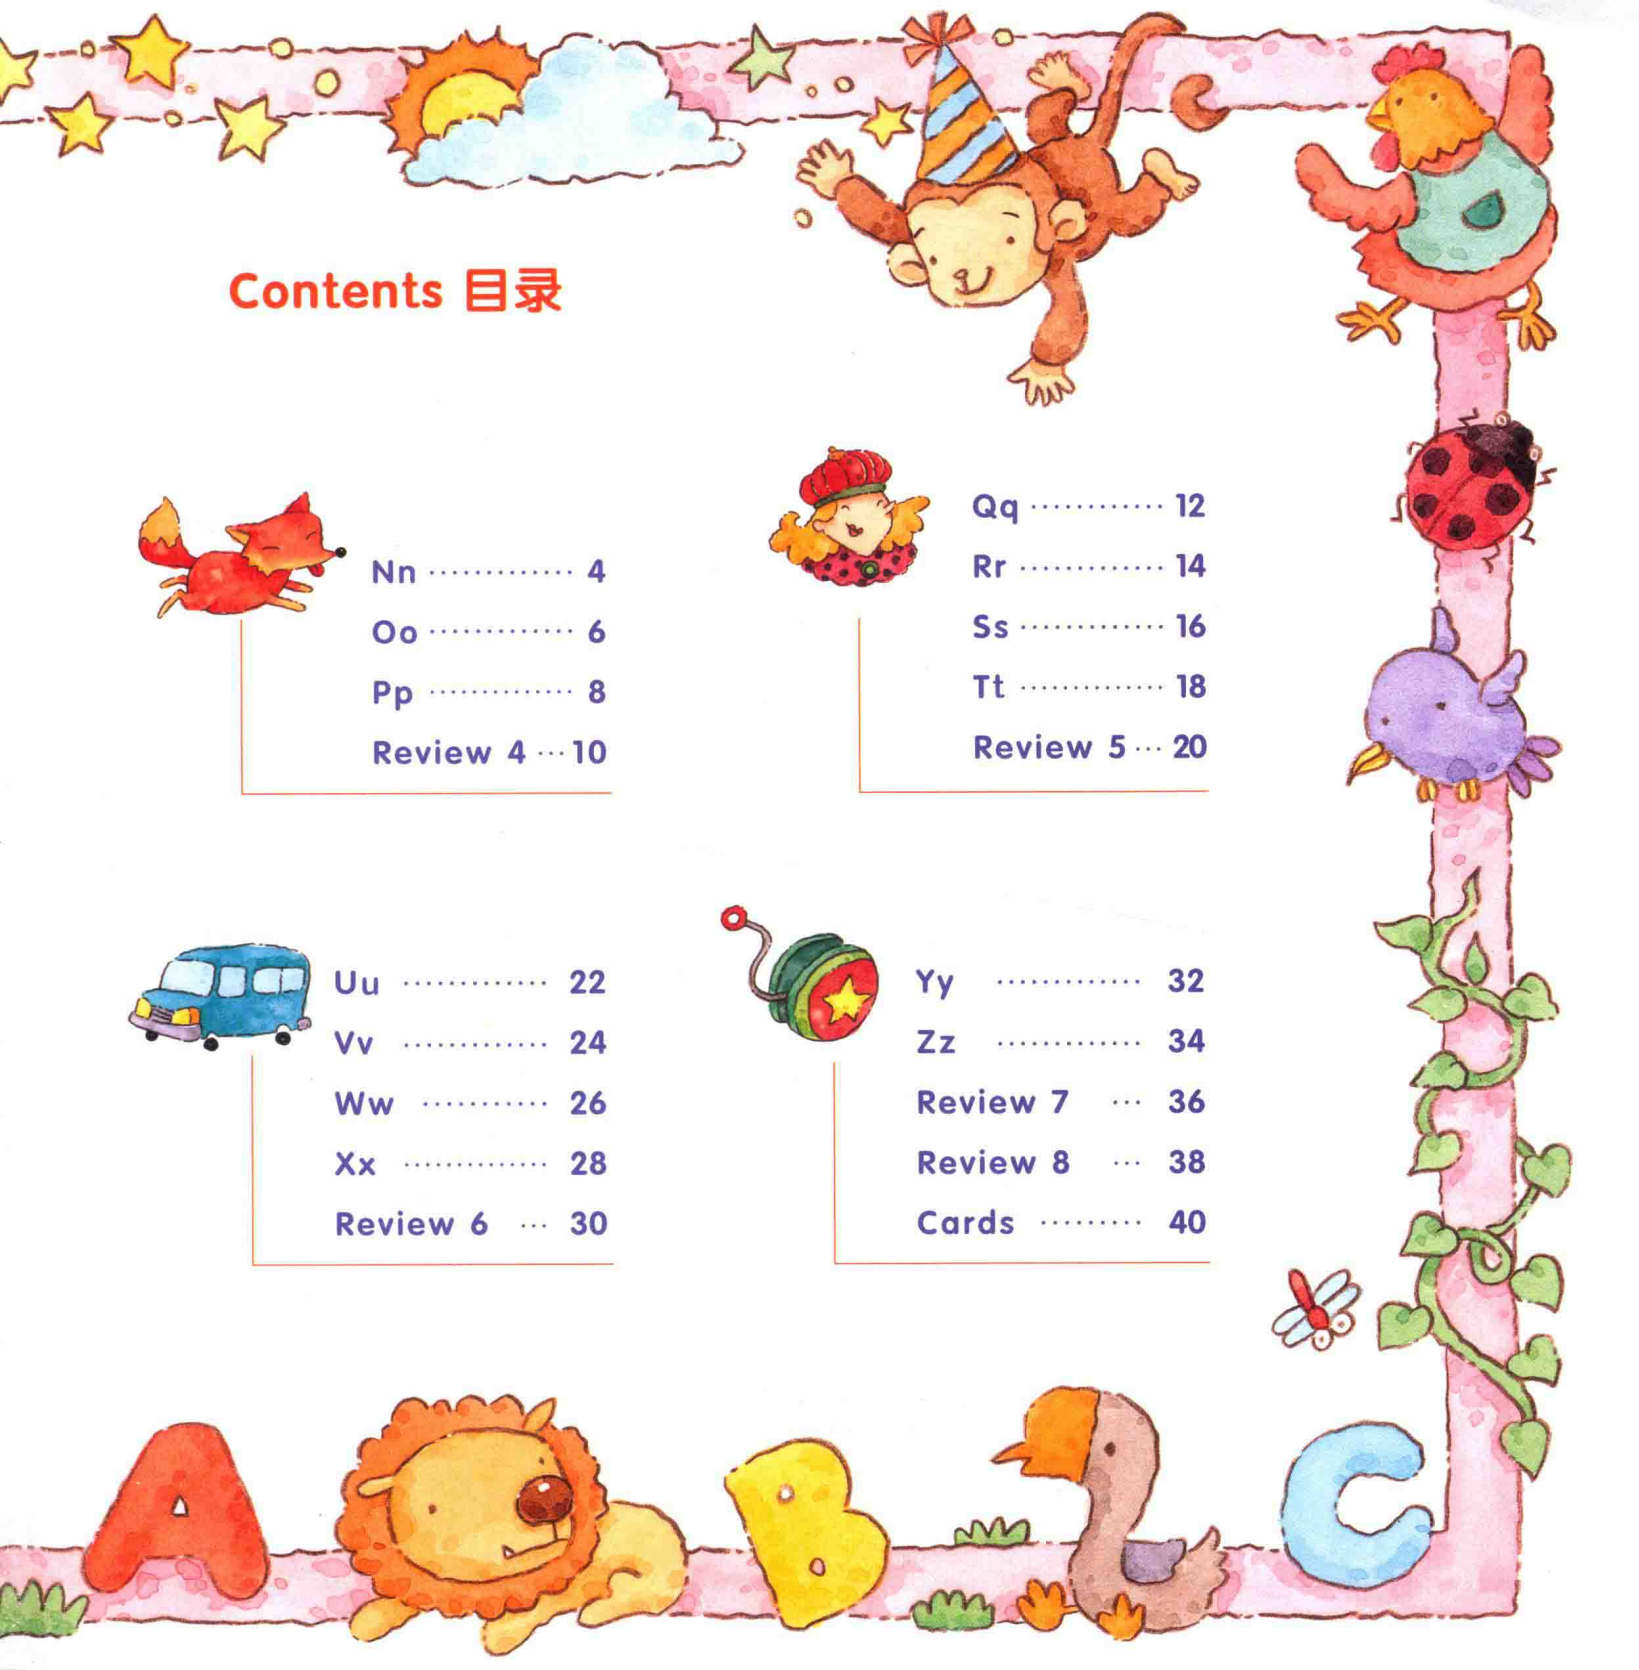 Contents 目录
Nn ·············· 4
Oo ·············· 6
Pp ·············· 8
Review 4 ··· 10
Qq ············· 12
Rr ·············· 14
Ss ·············· 16
Tt ·············· 18
Review 5 ··· 20
Uu ·············· 22
Vv ·············· 24
Ww ············ 26
Xx ·············· 28
Review 6 ··· 30
Yy ·············· 32
Zz ·············· 34
Review 7 ··· 36
Review 8 ··· 38
Cards ·········· 40
A B C